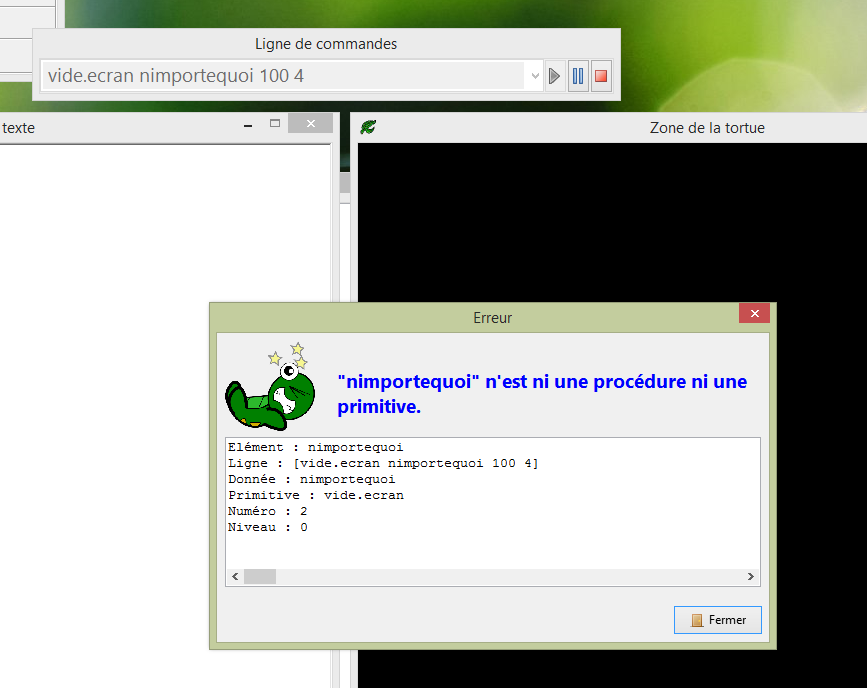 Ligne de commandes
vide.ecran nimportequoi 100 4
texte
Zone de la tortue
Erreur
"nimportequoi" n'est ni une procédure ni une
primitive.
Elément : nimportequoi
Ligne : [vide.ecran nimportequoi 100 4]
Donnée : nimportequoi
Primitive : vide.ecran
Numéro : 2
Niveau : 0
Fermer